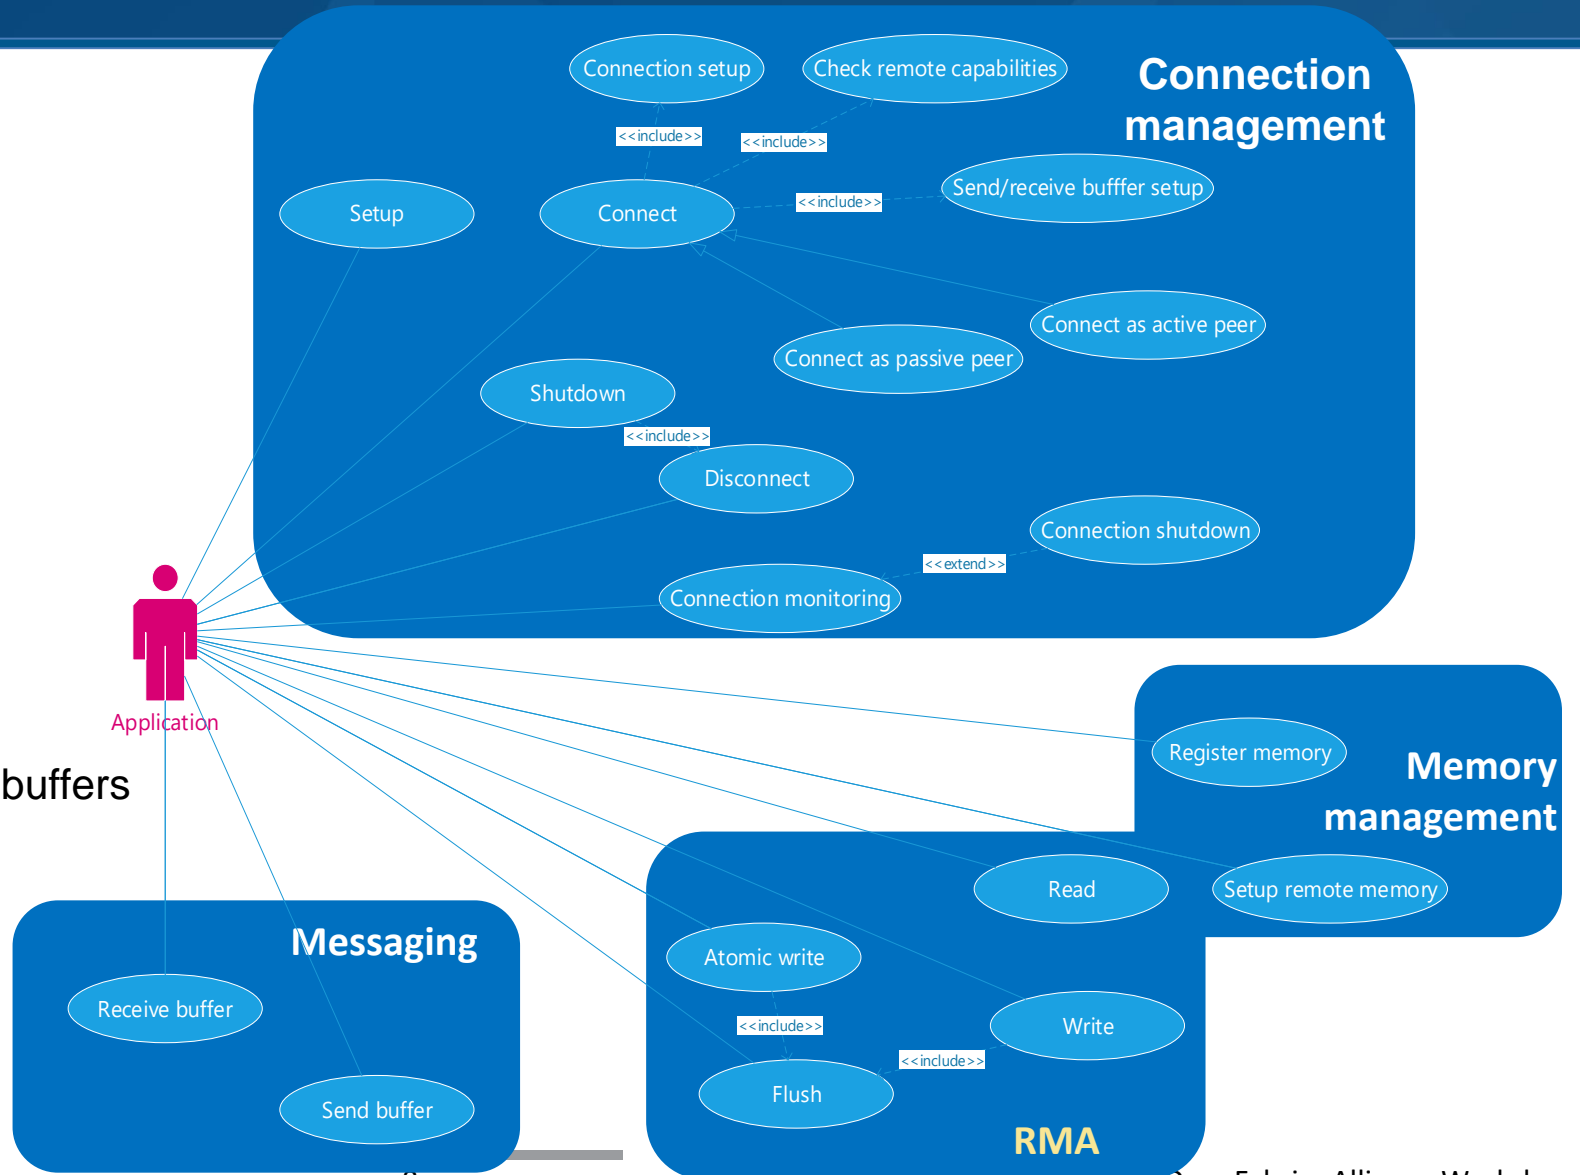 Connection setup
Check remote capabilities
Connection
management
<<include>>
<<include>>
Send/receive bufffer setup
<<include>>
Setup
Connect
Connect as active peer
Connect as passive peer
Shutdown
<<include>>
Disconnect
Connection shutdown
<<extend>>
Connection monitoring
Application
buffers
Register memory
Memory
management
Read
Setup remote memory
Messaging
Atomic write
Receive buffer
<<include>>
Write
<<include>>
Flush
Send buffer
RMA